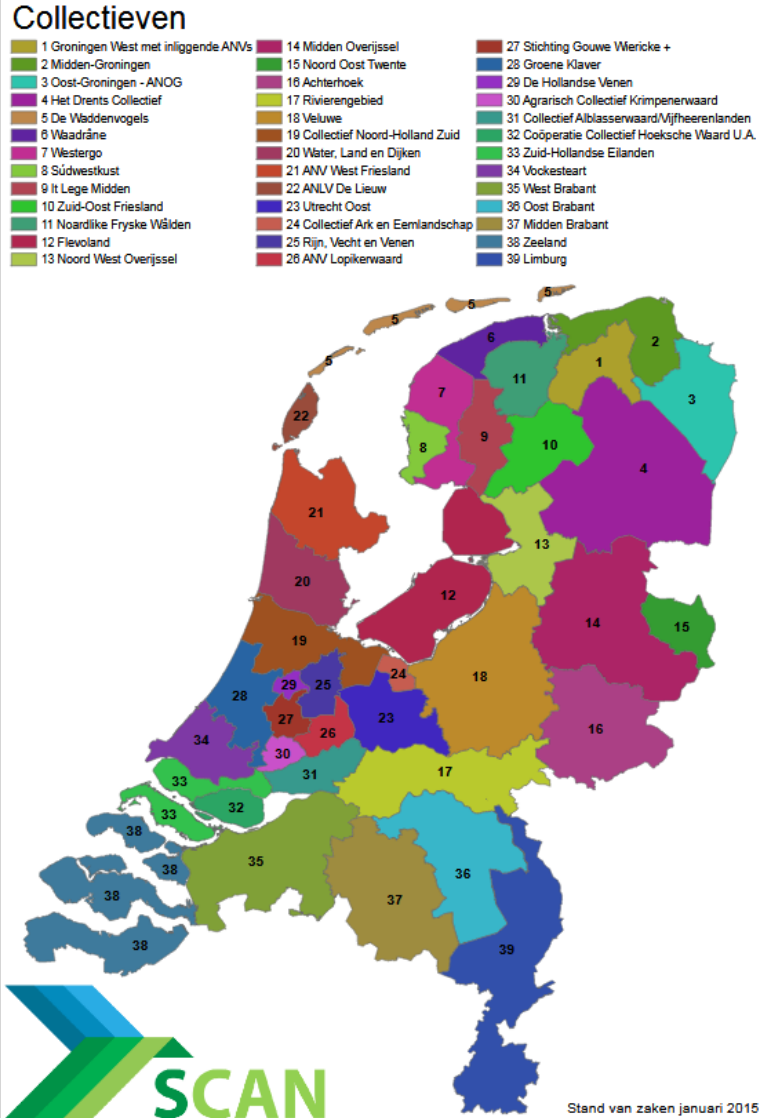 Collectieven
1 Groningen West met inliggende ANVs
2 Midden-Groningen
3 Oost-Groningen - ANOG
4 Het Drents Collectief
5 De Waddenvogels
6 Waadrâne
7 Westergo
8 Súdwestkust
9 It Lege Midden
10 Zuid-Oost Friesland
11 Noardlike Fryske Wâlden
12 Flevoland
13 Noord West Overijssel
14 Midden Overijssel
15 Noord Oost Twente
16 Achterhoek
17 Rivierengebied
18 Veluwe
19 Collectief Noord-Holland Zuid
20 Water, Land en Dijken
21 ANV West Friesland
22 ANLV De Lieuw
23 Utrecht Oost
24 Collectief Ark en Eemlandschap
25 Rijn, Vecht en Venen
26 ANV Lopikerwaard
27 Stichting Gouwe Wiericke +
28 Groene Klaver
29 De Hollandse Venen
30 Agrarisch Collectief Krimpenerwaard
31 Collectief Alblasserwaard/Vijfheerenlanden
32 Coöperatie Collectief Hoeksche Waard U.A.
33 Zuid-Hollandse Eilanden
34 Vockesteart
35 West Brabant
36 Oost Brabant
37 Midden Brabant
38 Zeeland
39 Limburg
5
5
5
5
6
2
1
11
7
3
22
9
8
10
4
21
13
20
12
14
15
19
24
18
29
25
28
23
27
26
16
34
30
17
31
33
32
33
38
35
38
36
38
37
38
39
SCAN
Stand van zaken januari 2015